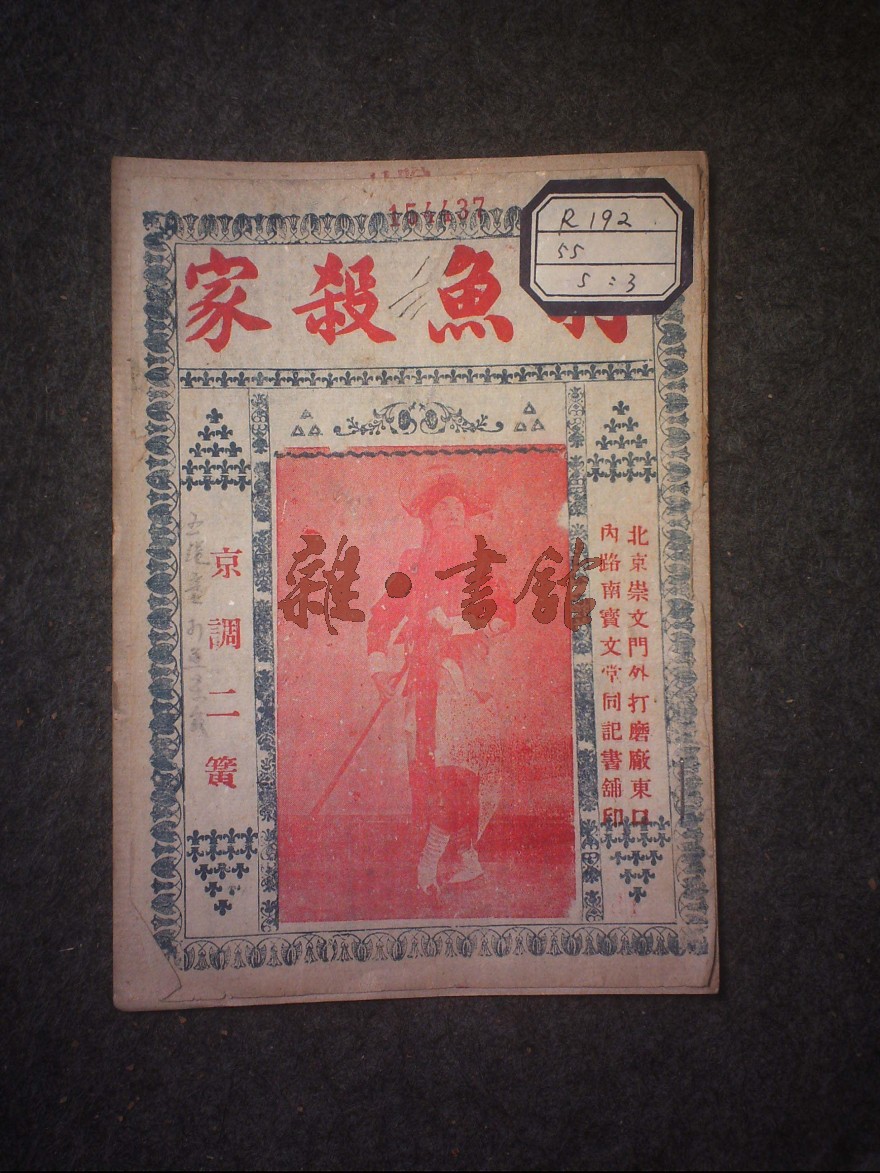 154437
R192
55
S:3
魚殺家
北京崇文門外打磨廠東口
內路南寶文堂同記書舖印
雜·書館
京調二簧